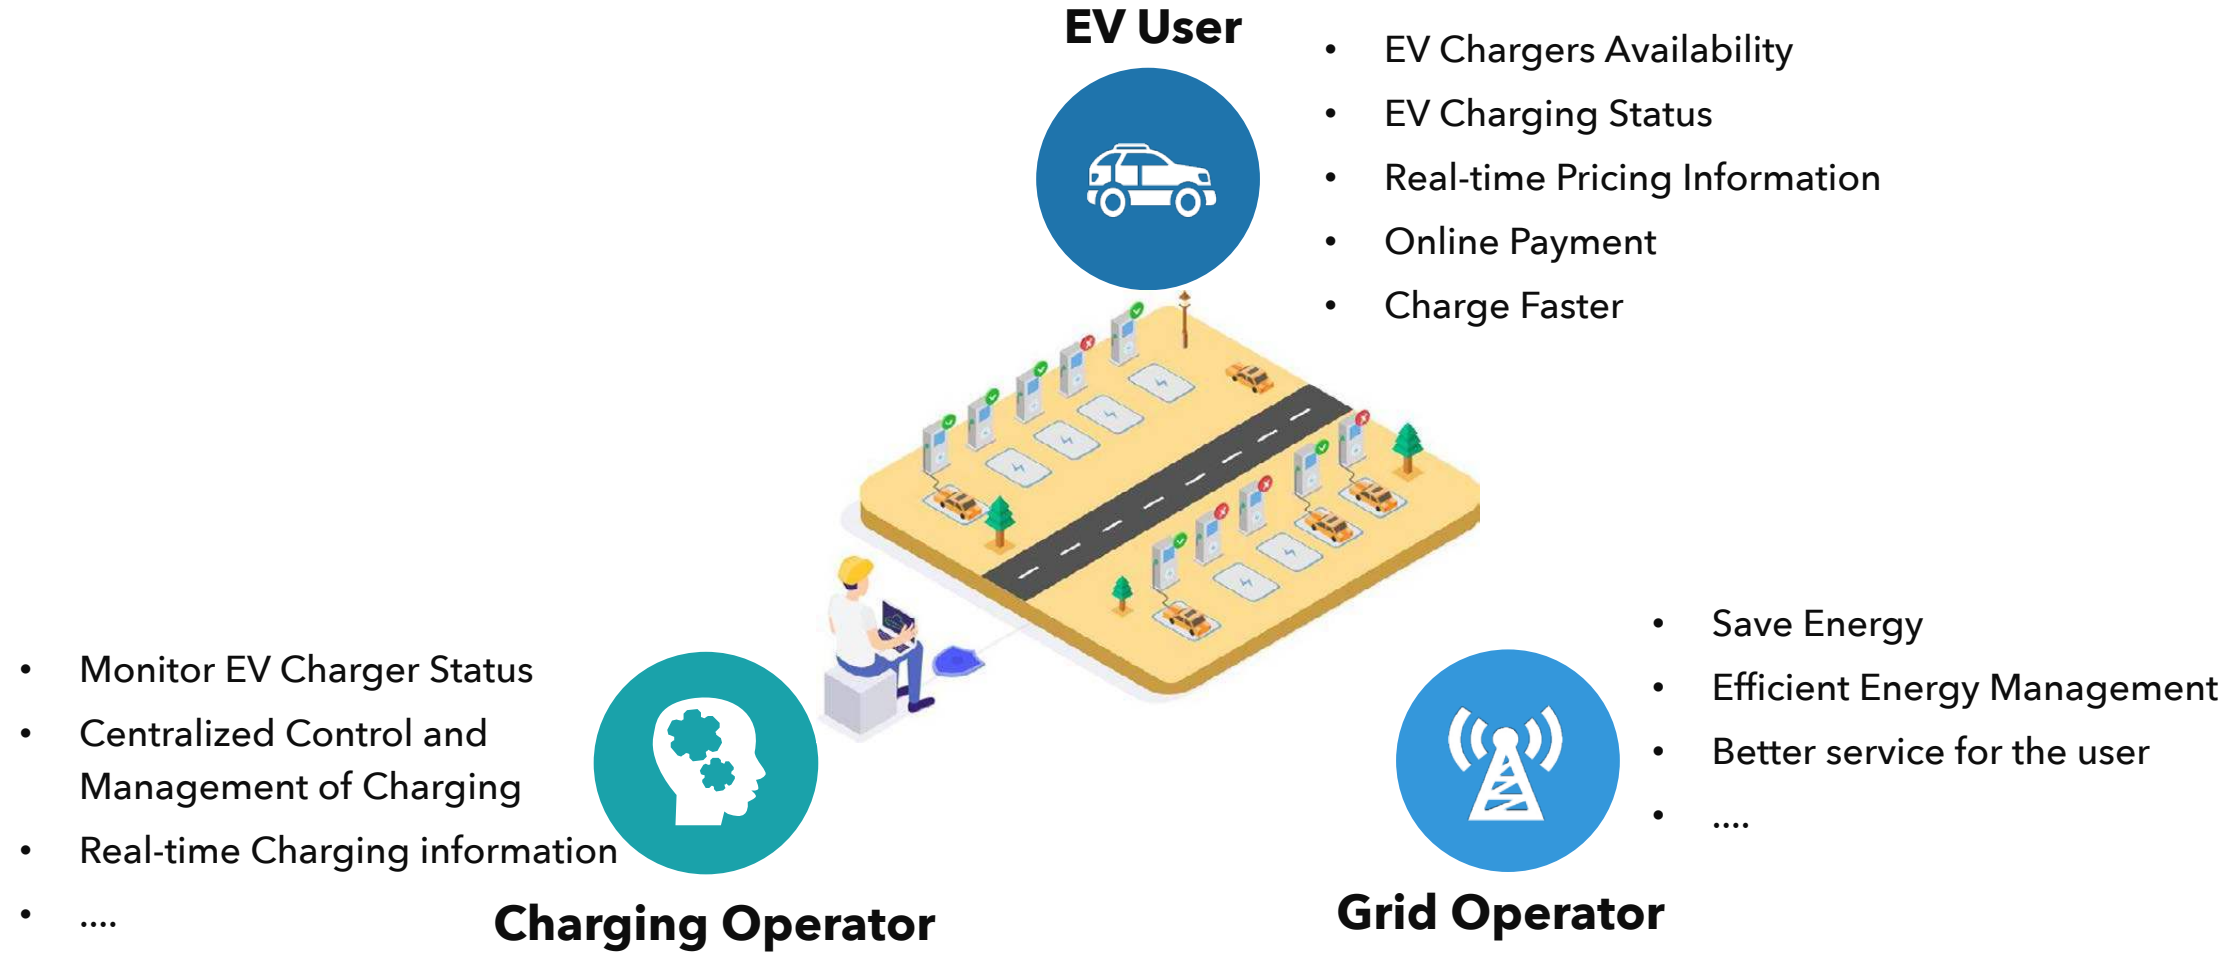 EV User
• EV Chargers Availability
• EV Charging Status
• Real-time Pricing Information
• Online Payment
• Charge Faster
• Monitor EV Charger Status
• Centralized Control and
Management of Charging
• Real-time Charging information
• ....
Charging Operator
• Save Energy
• Efficient Energy Management
• Better service for the user
• ....
Grid Operator